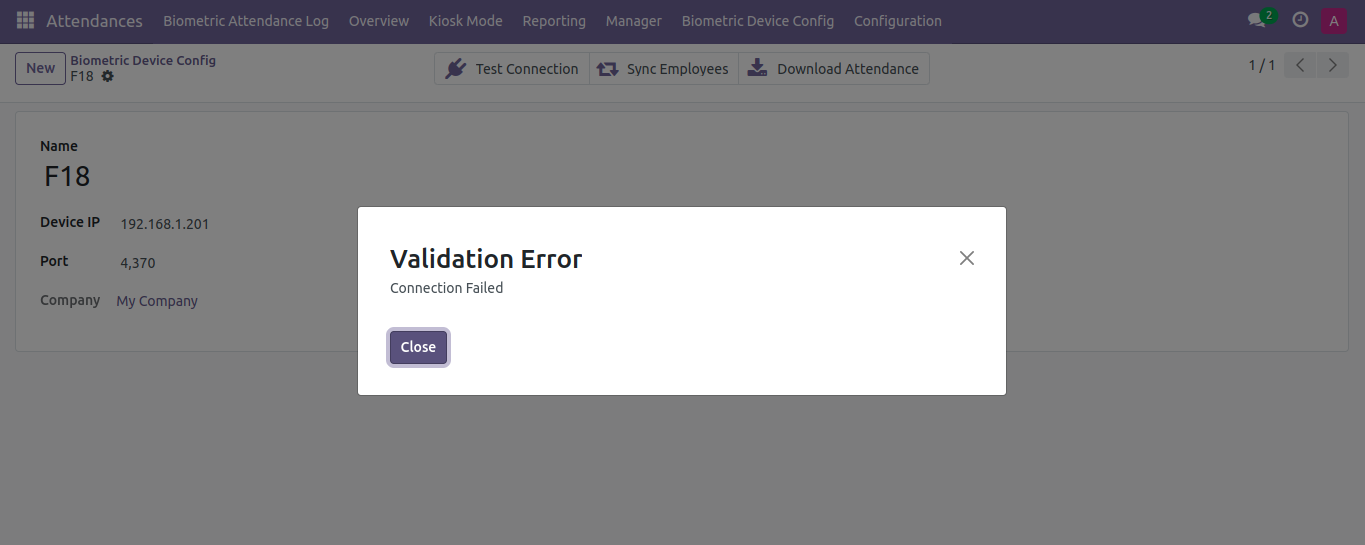 Attendances Biometric Attendance Log Overview Kiosk Mode Reporting Manager Biometric Device Config Configuration 2 A
New Biometric Device Config
F18
Test Connection Sync Employees Download Attendance 1 / 1
Name
F18
Device IP 192.168.1.201
Port 4,370
Company My Company
Validation Error
Connection Failed
Close